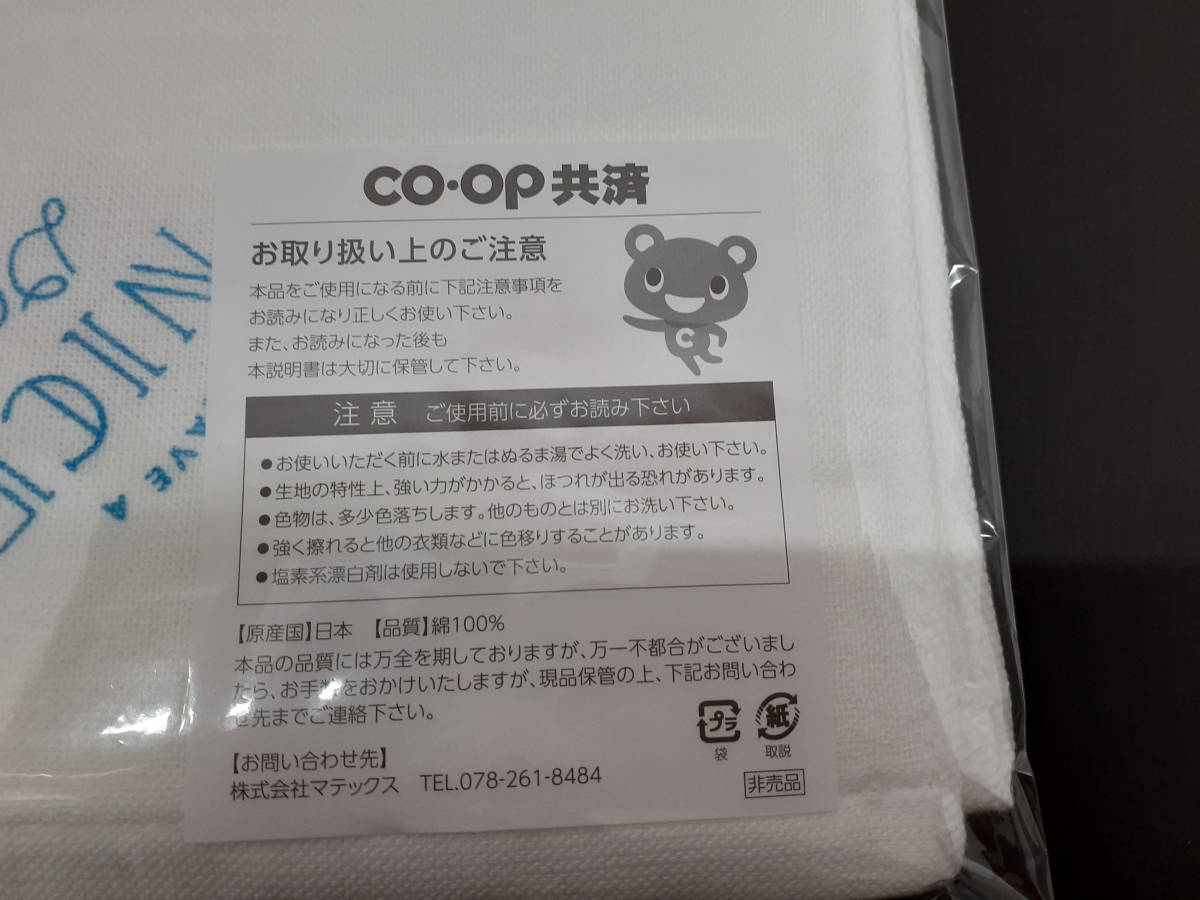 CO·OP共済
お取り扱い上のご注意
本品をご使用になる前に下記注意事項を
お読みになり正しくお使い下さい。
また、お読みになった後も
本説明書は大切に保管して下さい。
C
注意 ご使用前に必ずお読み下さい
●お使いいただく前に水またはぬるま湯でよく洗い、お使い下さい。
●生地の特性上、強い力がかかると、ほつれが出る恐れがあります。
●色物は、多少色落ちします。他のものとは別にお洗い下さい。
●強く擦れると他の衣類などに色移りすることがあります。
●塩素系漂白剤は使用しないで下さい。
【原産国】日本 【品質】綿100%
本品の品質には万全を期しておりますが、万一不都合がございまし
たら、お手数をおかけいたしますが、現品保管の上、下記お問い合わ
せ先までご連絡下さい。
プラ
袋
紙
取説
【お問い合わせ先】
株式会社マテックス TEL.078-261-8484
非売品